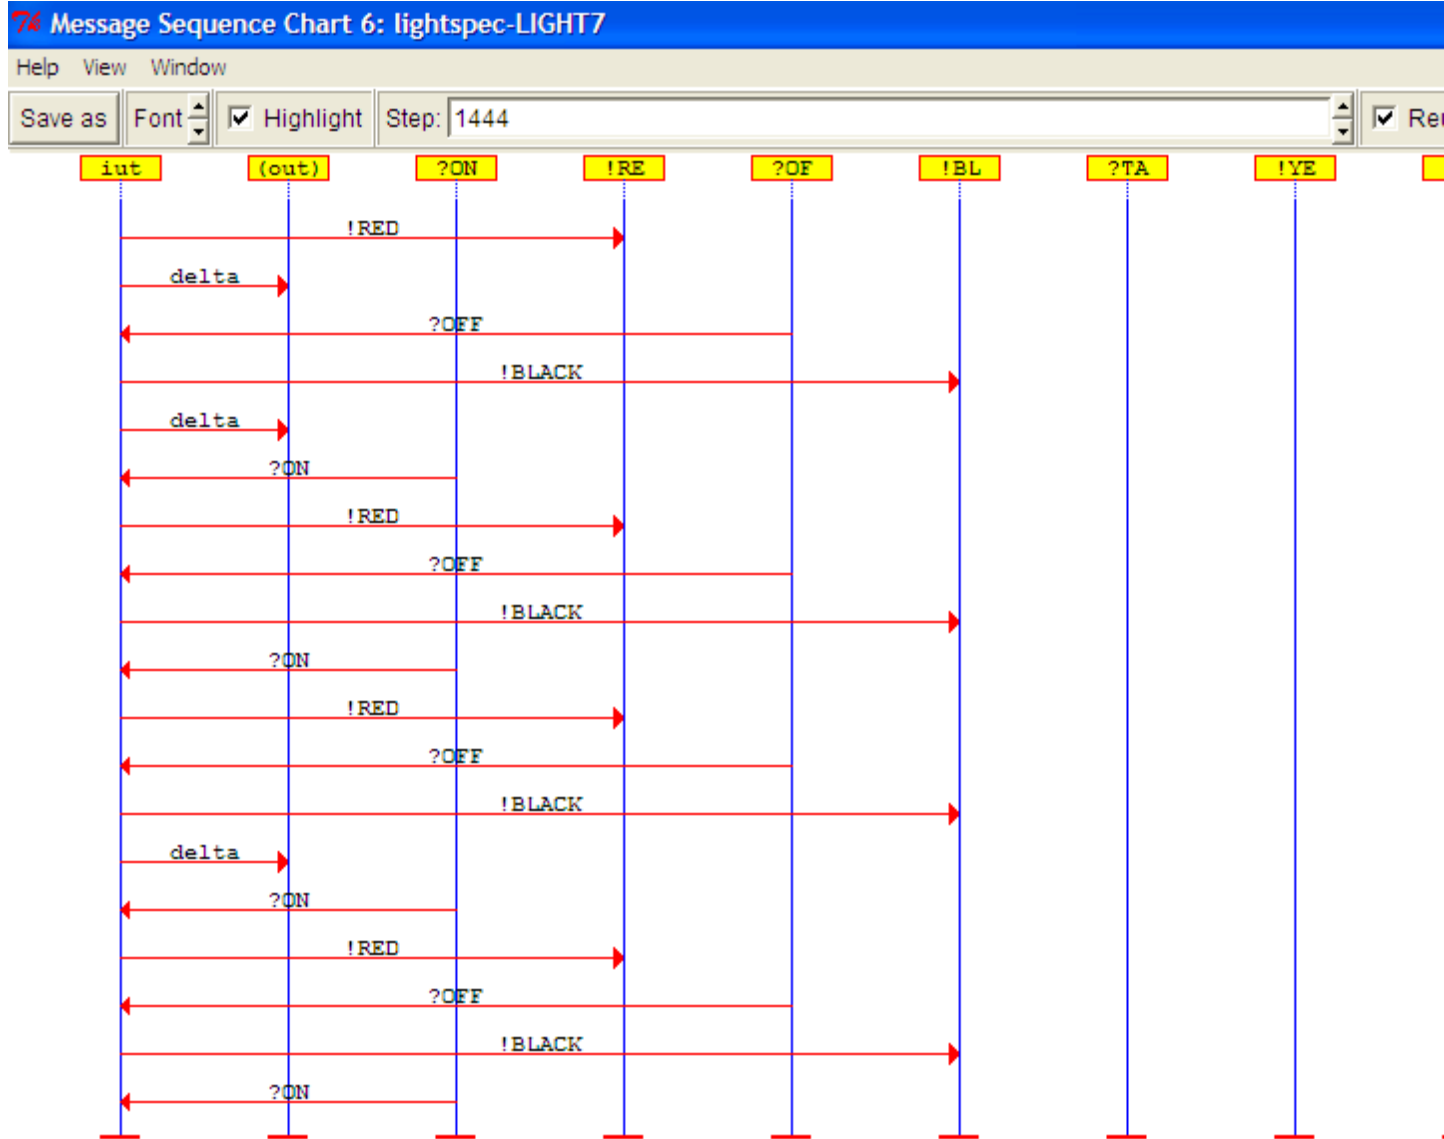 Message Sequence Chart 6: lightspec-LIGHT7
Help View Window
Save as Font Highlight Step: 1444
iut (out) ?ON !RE ?OF !BL ?TA !YE
!RED
delta
?OFF
!BLACK
delta
?ON
!RED
?OFF
!BLACK
?ON
!RED
?OFF
!BLACK
delta
?ON
!RED
?OFF
!BLACK
?ON